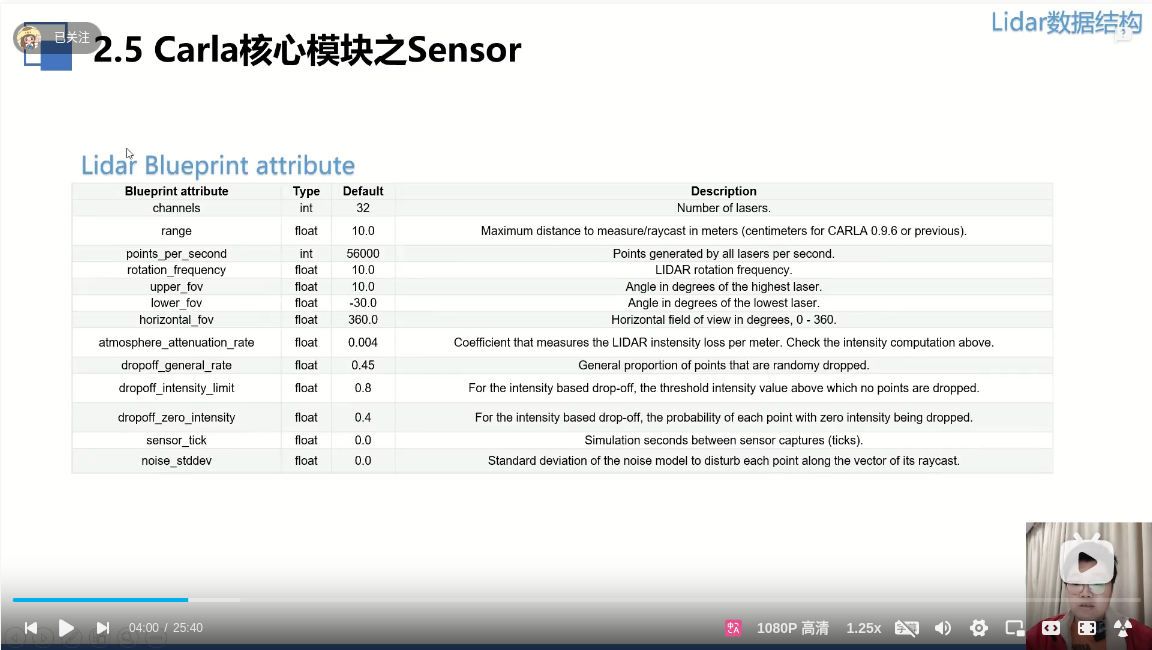 Lidar数据结构
已关注
2.5 Carla核心模块之Sensor
Lidar Blueprint attribute
Blueprint attribute Type Default Description
channels int 32 Number of lasers.
range float 10.0 Maximum distance to measure/raycast in meters (centimeters for CARLA 0.9.6 or previous).
points_per_second int 56000 Points generated by all lasers per second.
rotation_frequency float 10.0 LIDAR rotation frequency.
upper_fov float 10.0 Angle in degrees of the highest laser.
lower_fov float -30.0 Angle in degrees of the lowest laser.
horizontal_fov float 360.0 Horizontal field of view in degrees, 0 - 360.
atmosphere_attenuation_rate float 0.004 Coefficient that measures the LIDAR instensity loss per meter. Check the intensity computation above.
dropoff_general_rate float 0.45 General proportion of points that are randomy dropped.
dropoff_intensity_limit float 0.8 For the intensity based drop-off, the threshold intensity value above which no points are dropped.
dropoff_zero_intensity float 0.4 For the intensity based drop-off, the probability of each point with zero intensity being dropped.
sensor_tick float 0.0 Simulation seconds between sensor captures (ticks).
noise_stddev float 0.0 Standard deviation of the noise model to disturb each point along the vector of its raycast.
04:00 / 25:40 1080P 高清 1.25x 字幕